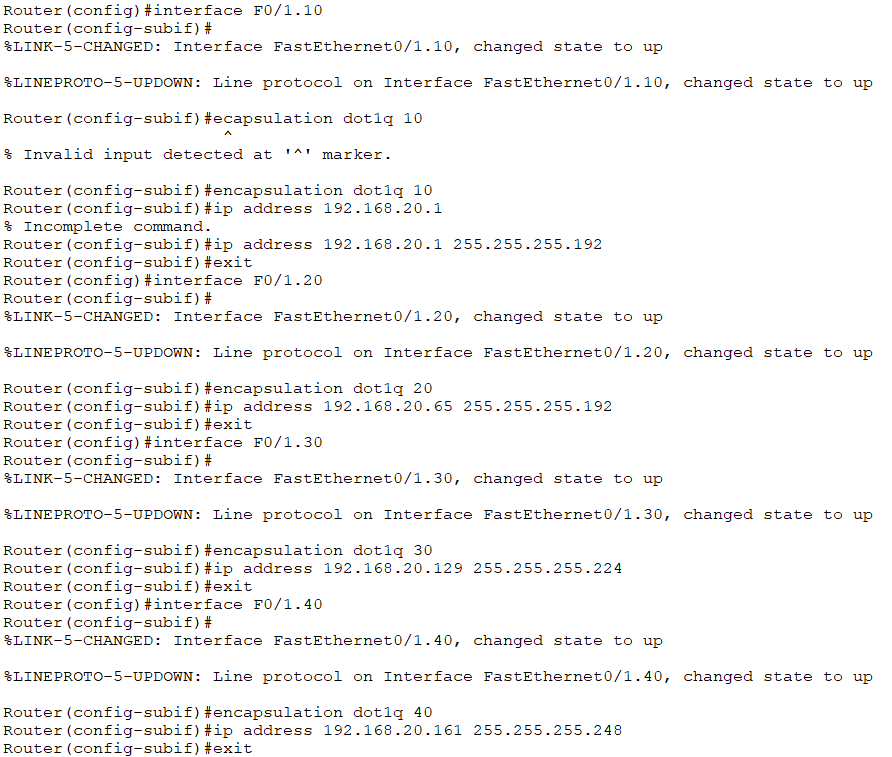 Router(config)#interface F0/1.10
Router(config-subif)#
%LINK-5-CHANGED: Interface FastEthernet0/1.10, changed state to up
%LINEPROTO-5-UPDOWN: Line protocol on Interface FastEthernet0/1.10, changed state to up
Router(config-subif)#ecapsulation dot1q 10
^
% Invalid input detected at '^' marker.
Router(config-subif)#encapsulation dot1q 10
Router(config-subif)#ip address 192.168.20.1
% Incomplete command.
Router(config-subif)#ip address 192.168.20.1 255.255.255.192
Router(config-subif)#exit
Router(config)#interface F0/1.20
Router(config-subif)#
%LINK-5-CHANGED: Interface FastEthernet0/1.20, changed state to up
%LINEPROTO-5-UPDOWN: Line protocol on Interface FastEthernet0/1.20, changed state to up
Router(config-subif)#encapsulation dot1q 20
Router(config-subif)#ip address 192.168.20.65 255.255.255.192
Router(config-subif)#exit
Router(config)#interface F0/1.30
Router(config-subif)#
%LINK-5-CHANGED: Interface FastEthernet0/1.30, changed state to up
%LINEPROTO-5-UPDOWN: Line protocol on Interface FastEthernet0/1.30, changed state to up
Router(config-subif)#encapsulation dot1q 30
Router(config-subif)#ip address 192.168.20.129 255.255.255.224
Router(config-subif)#exit
Router(config)#interface F0/1.40
Router(config-subif)#
%LINK-5-CHANGED: Interface FastEthernet0/1.40, changed state to up
%LINEPROTO-5-UPDOWN: Line protocol on Interface FastEthernet0/1.40, changed state to up
Router(config-subif)#encapsulation dot1q 40
Router(config-subif)#ip address 192.168.20.161 255.255.255.248
Router(config-subif)#exit